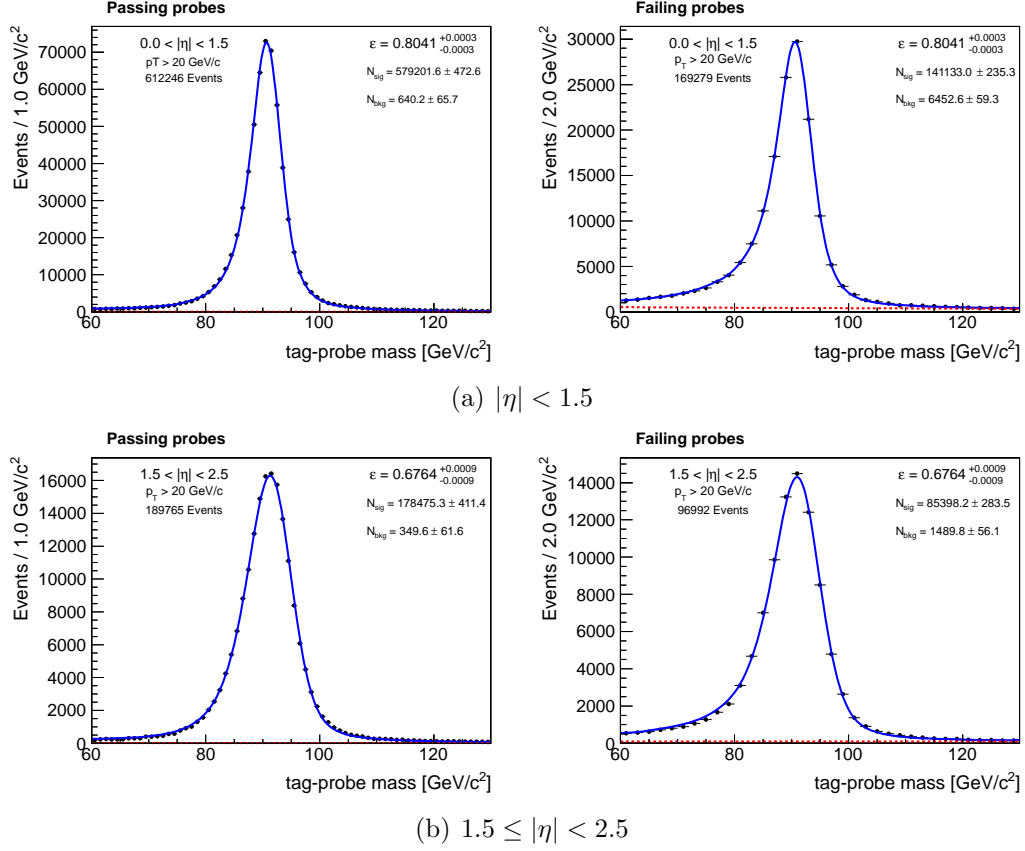 Passing probes
Events / 1.0 GeV/c²
70000
60000
50000
40000
30000
20000
10000
0
0.0 < |η| < 1.5
pT > 20 GeV/c
612246 Events
ε = 0.8041 +0.0003 -0.0003
N_sig = 579201.6 ± 472.6
N_bkg = 640.2 ± 65.7
60 80 100 120
tag-probe mass [GeV/c²]
Failing probes
Events / 2.0 GeV/c²
30000
25000
20000
15000
10000
5000
0
0.0 < |η| < 1.5
p_T > 20 GeV/c
169279 Events
ε = 0.8041 +0.0003 -0.0003
N_sig = 141133.0 ± 235.3
N_bkg = 6452.6 ± 59.3
60 80 100 120
tag-probe mass [GeV/c²]
(a) |η| < 1.5
Passing probes
Events / 1.0 GeV/c²
16000
14000
12000
10000
8000
6000
4000
2000
0
1.5 < |η| < 2.5
p_T > 20 GeV/c
189765 Events
ε = 0.6764 +0.0009 -0.0009
N_sig = 178475.3 ± 411.4
N_bkg = 349.6 ± 61.6
60 80 100 120
tag-probe mass [GeV/c²]
Failing probes
Events / 2.0 GeV/c²
14000
12000
10000
8000
6000
4000
2000
0
1.5 < |η| < 2.5
p_T > 20 GeV/c
96992 Events
ε = 0.6764 +0.0009 -0.0009
N_sig = 85398.2 ± 283.5
N_bkg = 1489.8 ± 56.1
60 80 100 120
tag-probe mass [GeV/c²]
(b) 1.5 ≤ |η| < 2.5